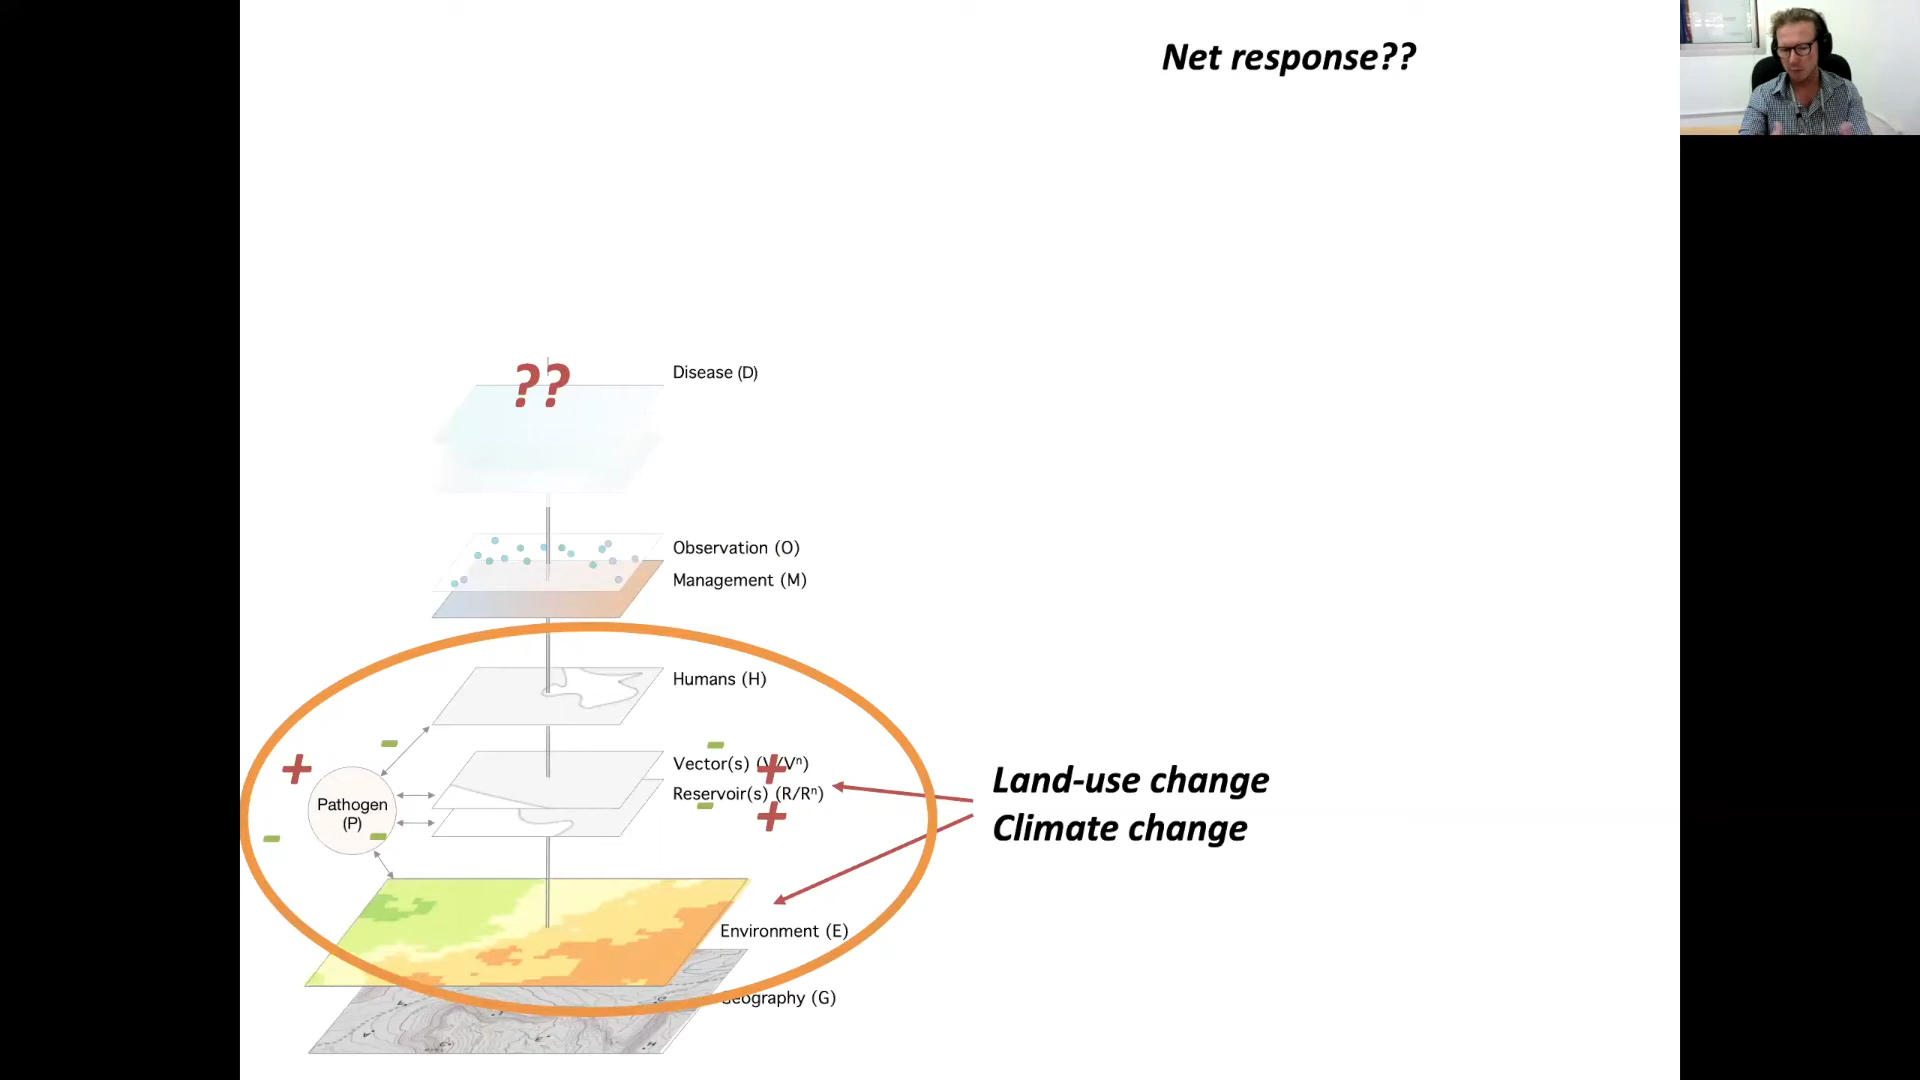 Net response??
??
Disease (D)
Observation (O)
Management (M)
Humans (H)
-
-
+
Vector(s) (V/Vⁿ)
+
Reservoir(s) (R/Rⁿ)
-
+
Pathogen
(P)
-
-
Land-use change
Climate change
Environment (E)
Geography (G)